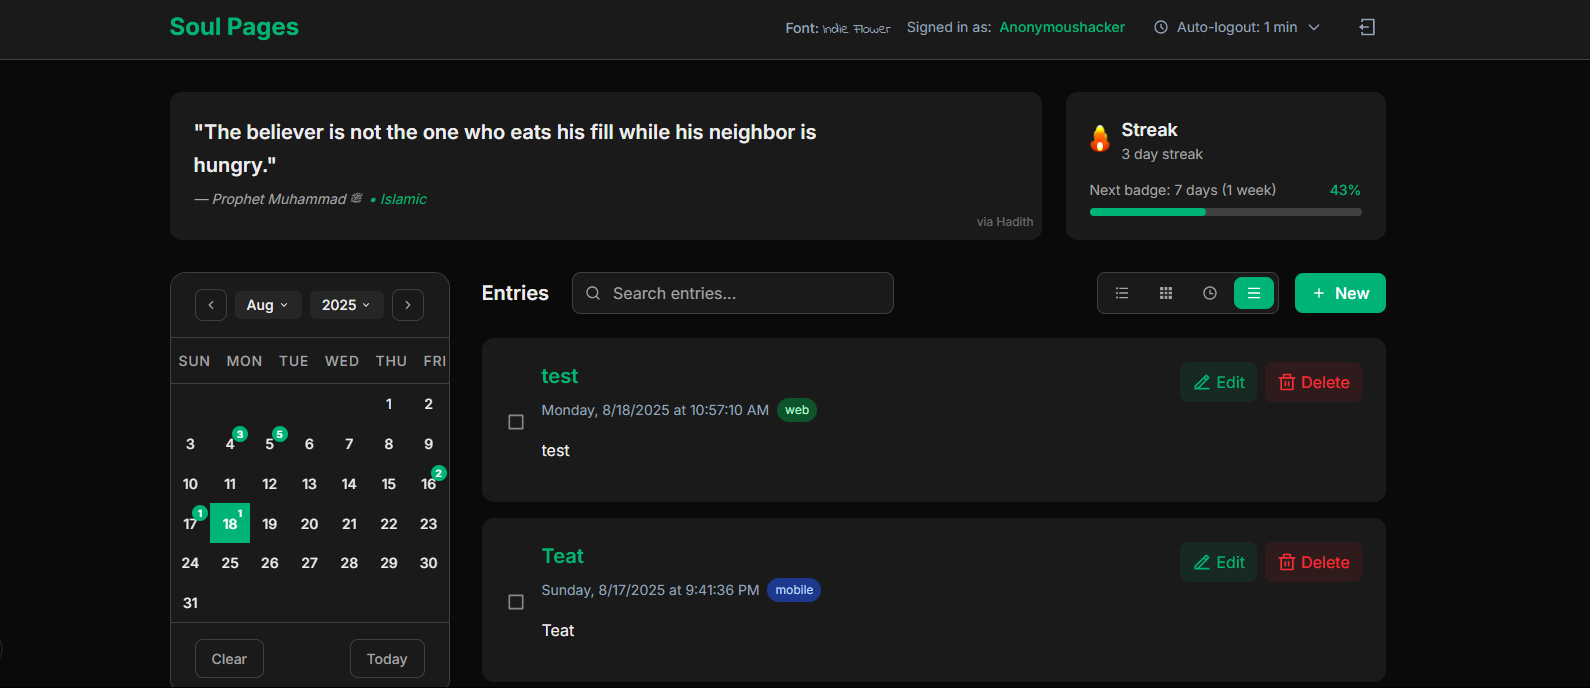 Soul Pages
Font: Indie Flower Signed in as: Anonymoushacker Auto-logout: 1 min
"The believer is not the one who eats his fill while his neighbor is
hungry."
— Prophet Muhammad ﷺ • Islamic
via Hadith
Streak
3 day streak
Next badge: 7 days (1 week) 43%
Aug 2025
SUN MON TUE WED THU FRI
1 2
3 4 3 5 5 6 7 8 9
10 11 12 13 14 15 16 2
17 1 18 1 19 20 21 22 23
24 25 26 27 28 29 30
31
Clear Today
Entries Search entries... + New
test
Monday, 8/18/2025 at 10:57:10 AM web
test
Edit Delete
Teat
Sunday, 8/17/2025 at 9:41:36 PM mobile
Teat
Edit Delete